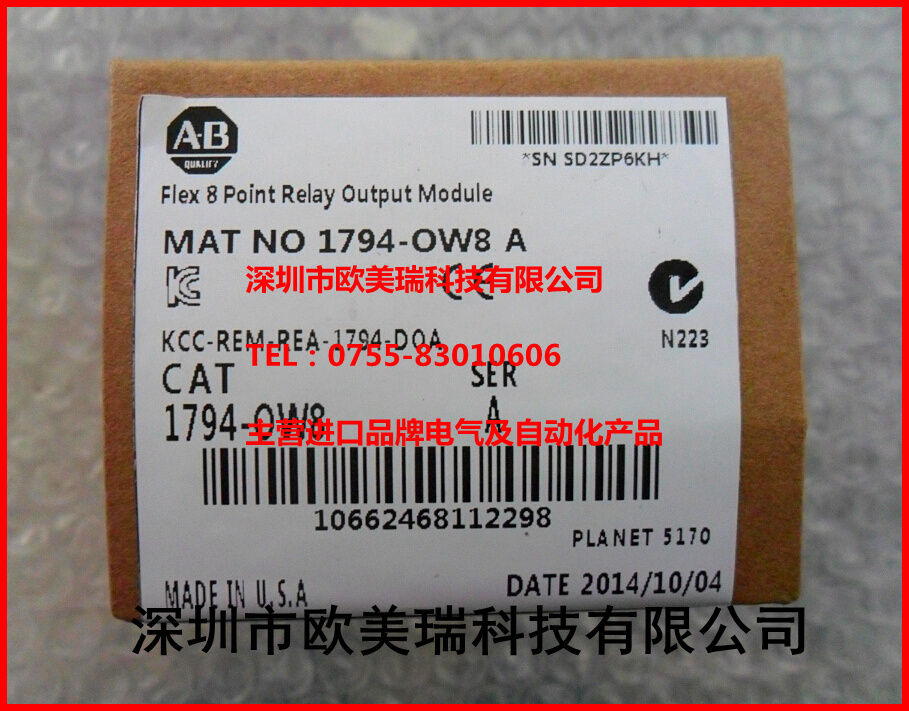 A-B
QUALITY
*SN SD2ZP6KH*
Flex 8 Point Relay Output Module
MAT NO 1794-OW8 A
深圳市欧美瑞科技有限公司
CE
KC
N223
KCC-REM-REA-1794-DOA
TEL：0755-83010606
CAT
SER
1794-OW8
A
主营进口品牌电气及自动化产品
10662468112298
PLANET 5170
MADE IN U.S.A
DATE 2014/10/04
深圳市欧美瑞科技有限公司